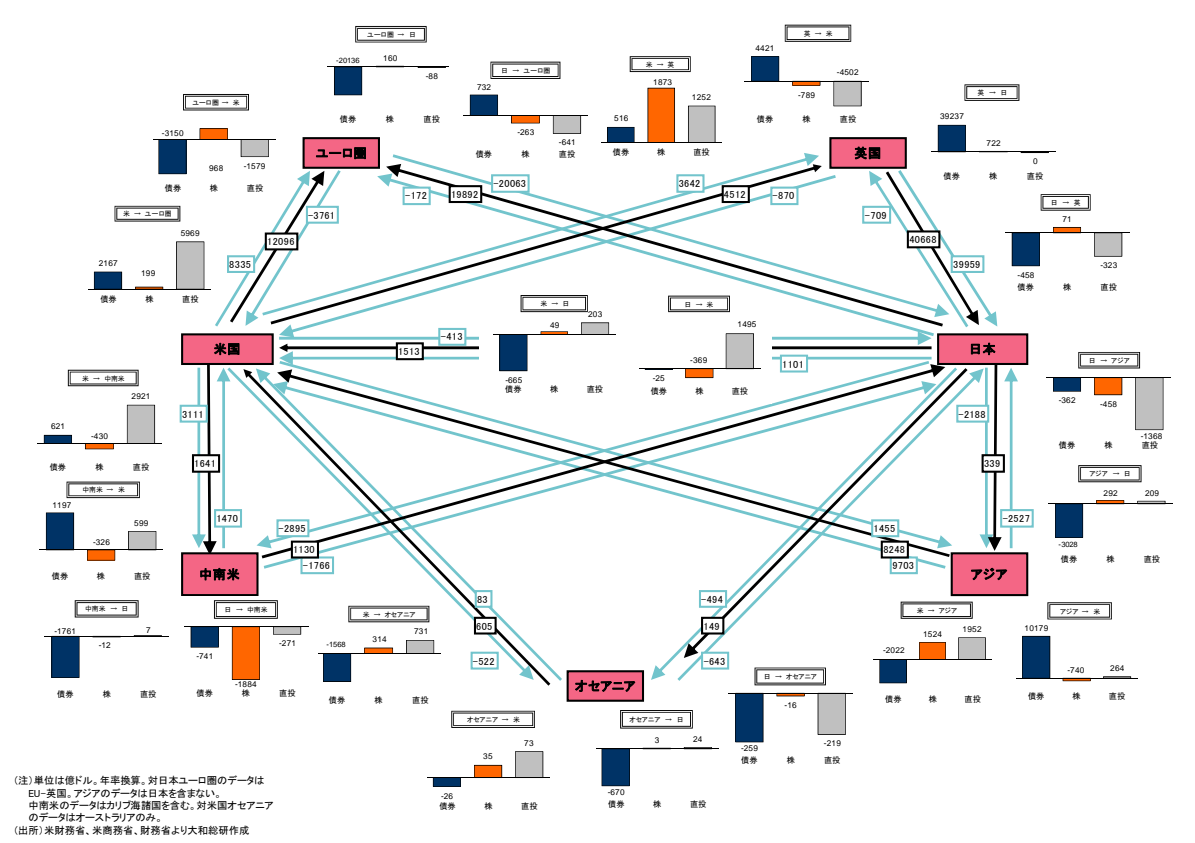 ユーロ圏 → 日
-20136
160
-88
債券 株 直投
日 → ユーロ圏
732
-263
-641
債券 株 直投
米 → 英
516
1873
1252
債券 株 直投
英 → 米
4421
-789
-4502
債券 株 直投
英 → 日
39237
722
0
債券 株 直投
ユーロ圏 → 米
-3150
968
-1579
債券 株 直投
日 → 英
-458
71
-323
債券 株 直投
米 → ユーロ圏
2167
199
5969
債券 株 直投
ユーロ圏
英国
-172
19892
-20063
3642
4512
-870
-3761
12096
8335
-709
40668
39959
米国
日本
-413
1513
1101
米 → 日
-665
49
203
債券 株 直投
日 → 米
-25
-369
1495
債券 株 直投
米 → 中南米
621
-430
2921
債券 株 直投
中南米 → 米
1197
-326
599
債券 株 直投
日 → アジア
-362
-458
-1368
債券 株 直投
アジア → 日
-3028
292
209
債券 株 直投
3111
1641
1470
-2188
339
-2527
-2895
1130
-1766
1455
8248
9703
中南米
アジア
83
605
-522
-494
149
-643
オセアニア
中南米 → 日
-1761
-12
7
債券 株 直投
日 → 中南米
-741
-1884
-271
債券 株 直投
米 → オセアニア
-1568
314
731
債券 株 直投
米 → アジア
-2022
1524
1952
債券 株 直投
アジア → 米
10179
-740
264
債券 株 直投
オセアニア → 米
-26
35
73
債券 株 直投
オセアニア → 日
-670
3
24
債券 株 直投
日 → オセアニア
-259
-16
-219
債券 株 直投
(注)単位は億ドル。年率換算。対日本ユーロ圏のデータは
EU-英国。アジアのデータは日本を含まない。
中南米のデータはカリブ海諸国を含む。対米国オセアニア
のデータはオーストラリアのみ。
(出所)米財務省、米商務省、財務省より大和総研作成